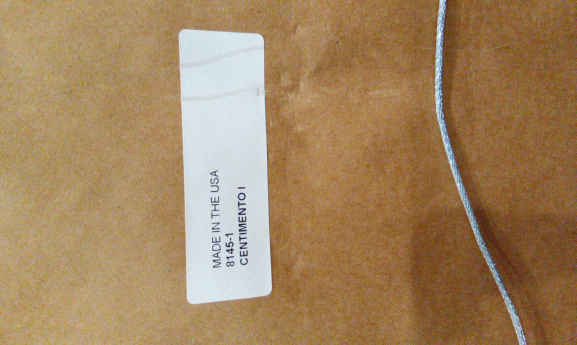 MADE IN THE USA
8145-1
CENTIMENTO I